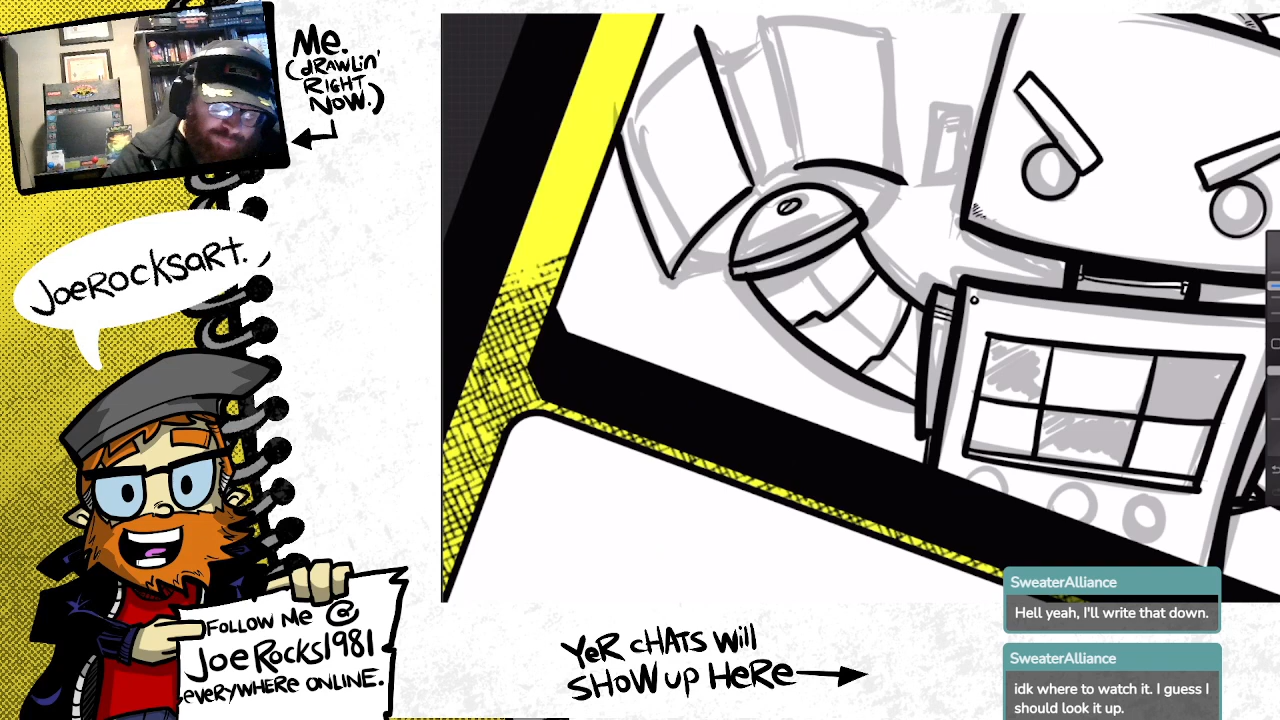 Me.
(dRAWLin'
RIGHT
NOW.)
JOEROCKSART.
FOLLOW Me @
JOeROCKS1981
eveRYWHeRe ONLINE.
YeR cHATS Will
SHOW up HeRe
SweaterAlliance
Hell yeah, I'll write that down.
SweaterAlliance
idk where to watch it. I guess I
should look it up.